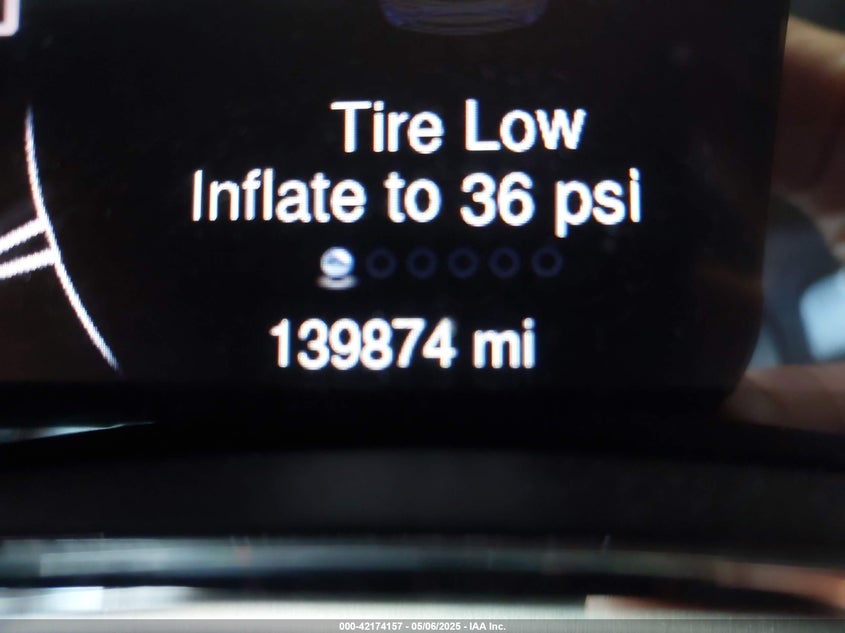 Tire Low
Inflate to 36 psi
139874 mi
000-42174157 - 05/06/2025 - IAA Inc.